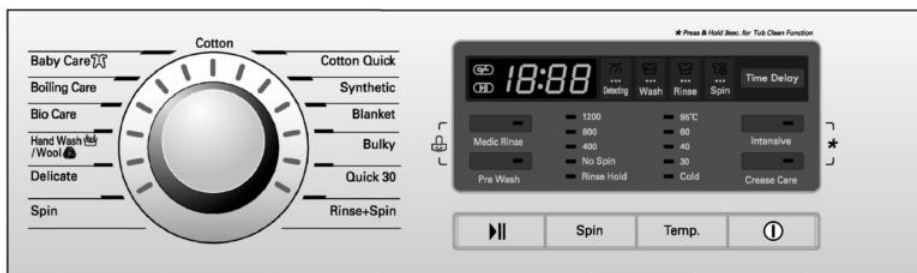 * Press & Hold 3sec. for Tub Clean Function
Cotton
Baby Care
Boiling Care
Bio Care
Hand Wash
/Wool
Delicate
Spin
Cotton Quick
Synthetic
Blanket
Bulky
Quick 30
Rinse+Spin
18:88
Detecting
Wash
Rinse
Spin
Time Delay
Medic Rinse
Pre Wash
1200
800
400
No Spin
Rinse Hold
95°C
60
40
30
Cold
Intensive
Crease Care
*
Spin
Temp.